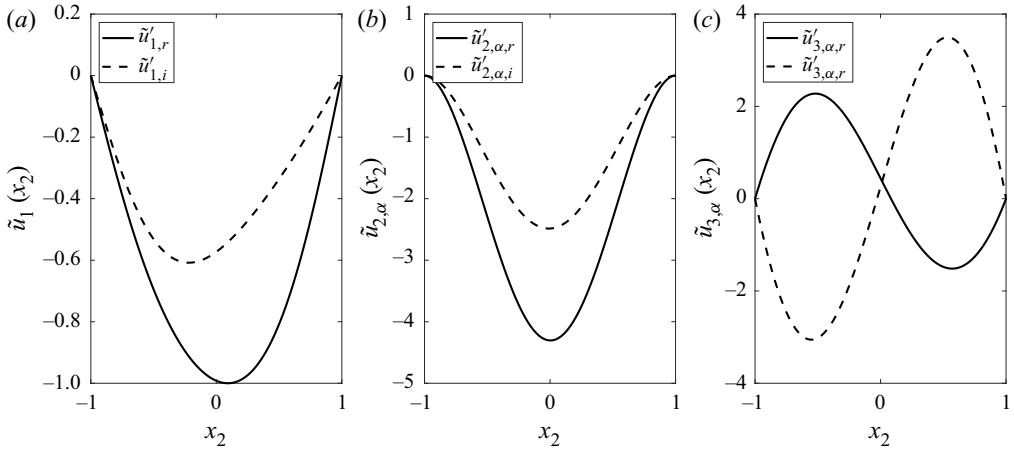 (a)
0.2
0
–0.2
–0.4
–0.6
–0.8
–1.0
ũ₁ (x₂)
ũ′₁,ᵣ
ũ′₁,ᵢ
–1
0
1
x₂
(b)
1
0
–1
–2
–3
–4
–5
ũ₂,α (x₂)
ũ′₂,α,ᵣ
ũ′₂,α,ᵢ
–1
0
1
x₂
(c)
4
2
0
–2
–4
ũ₃,α (x₂)
ũ′₃,α,ᵣ
ũ′₃,α,ᵣ
–1
0
1
x₂